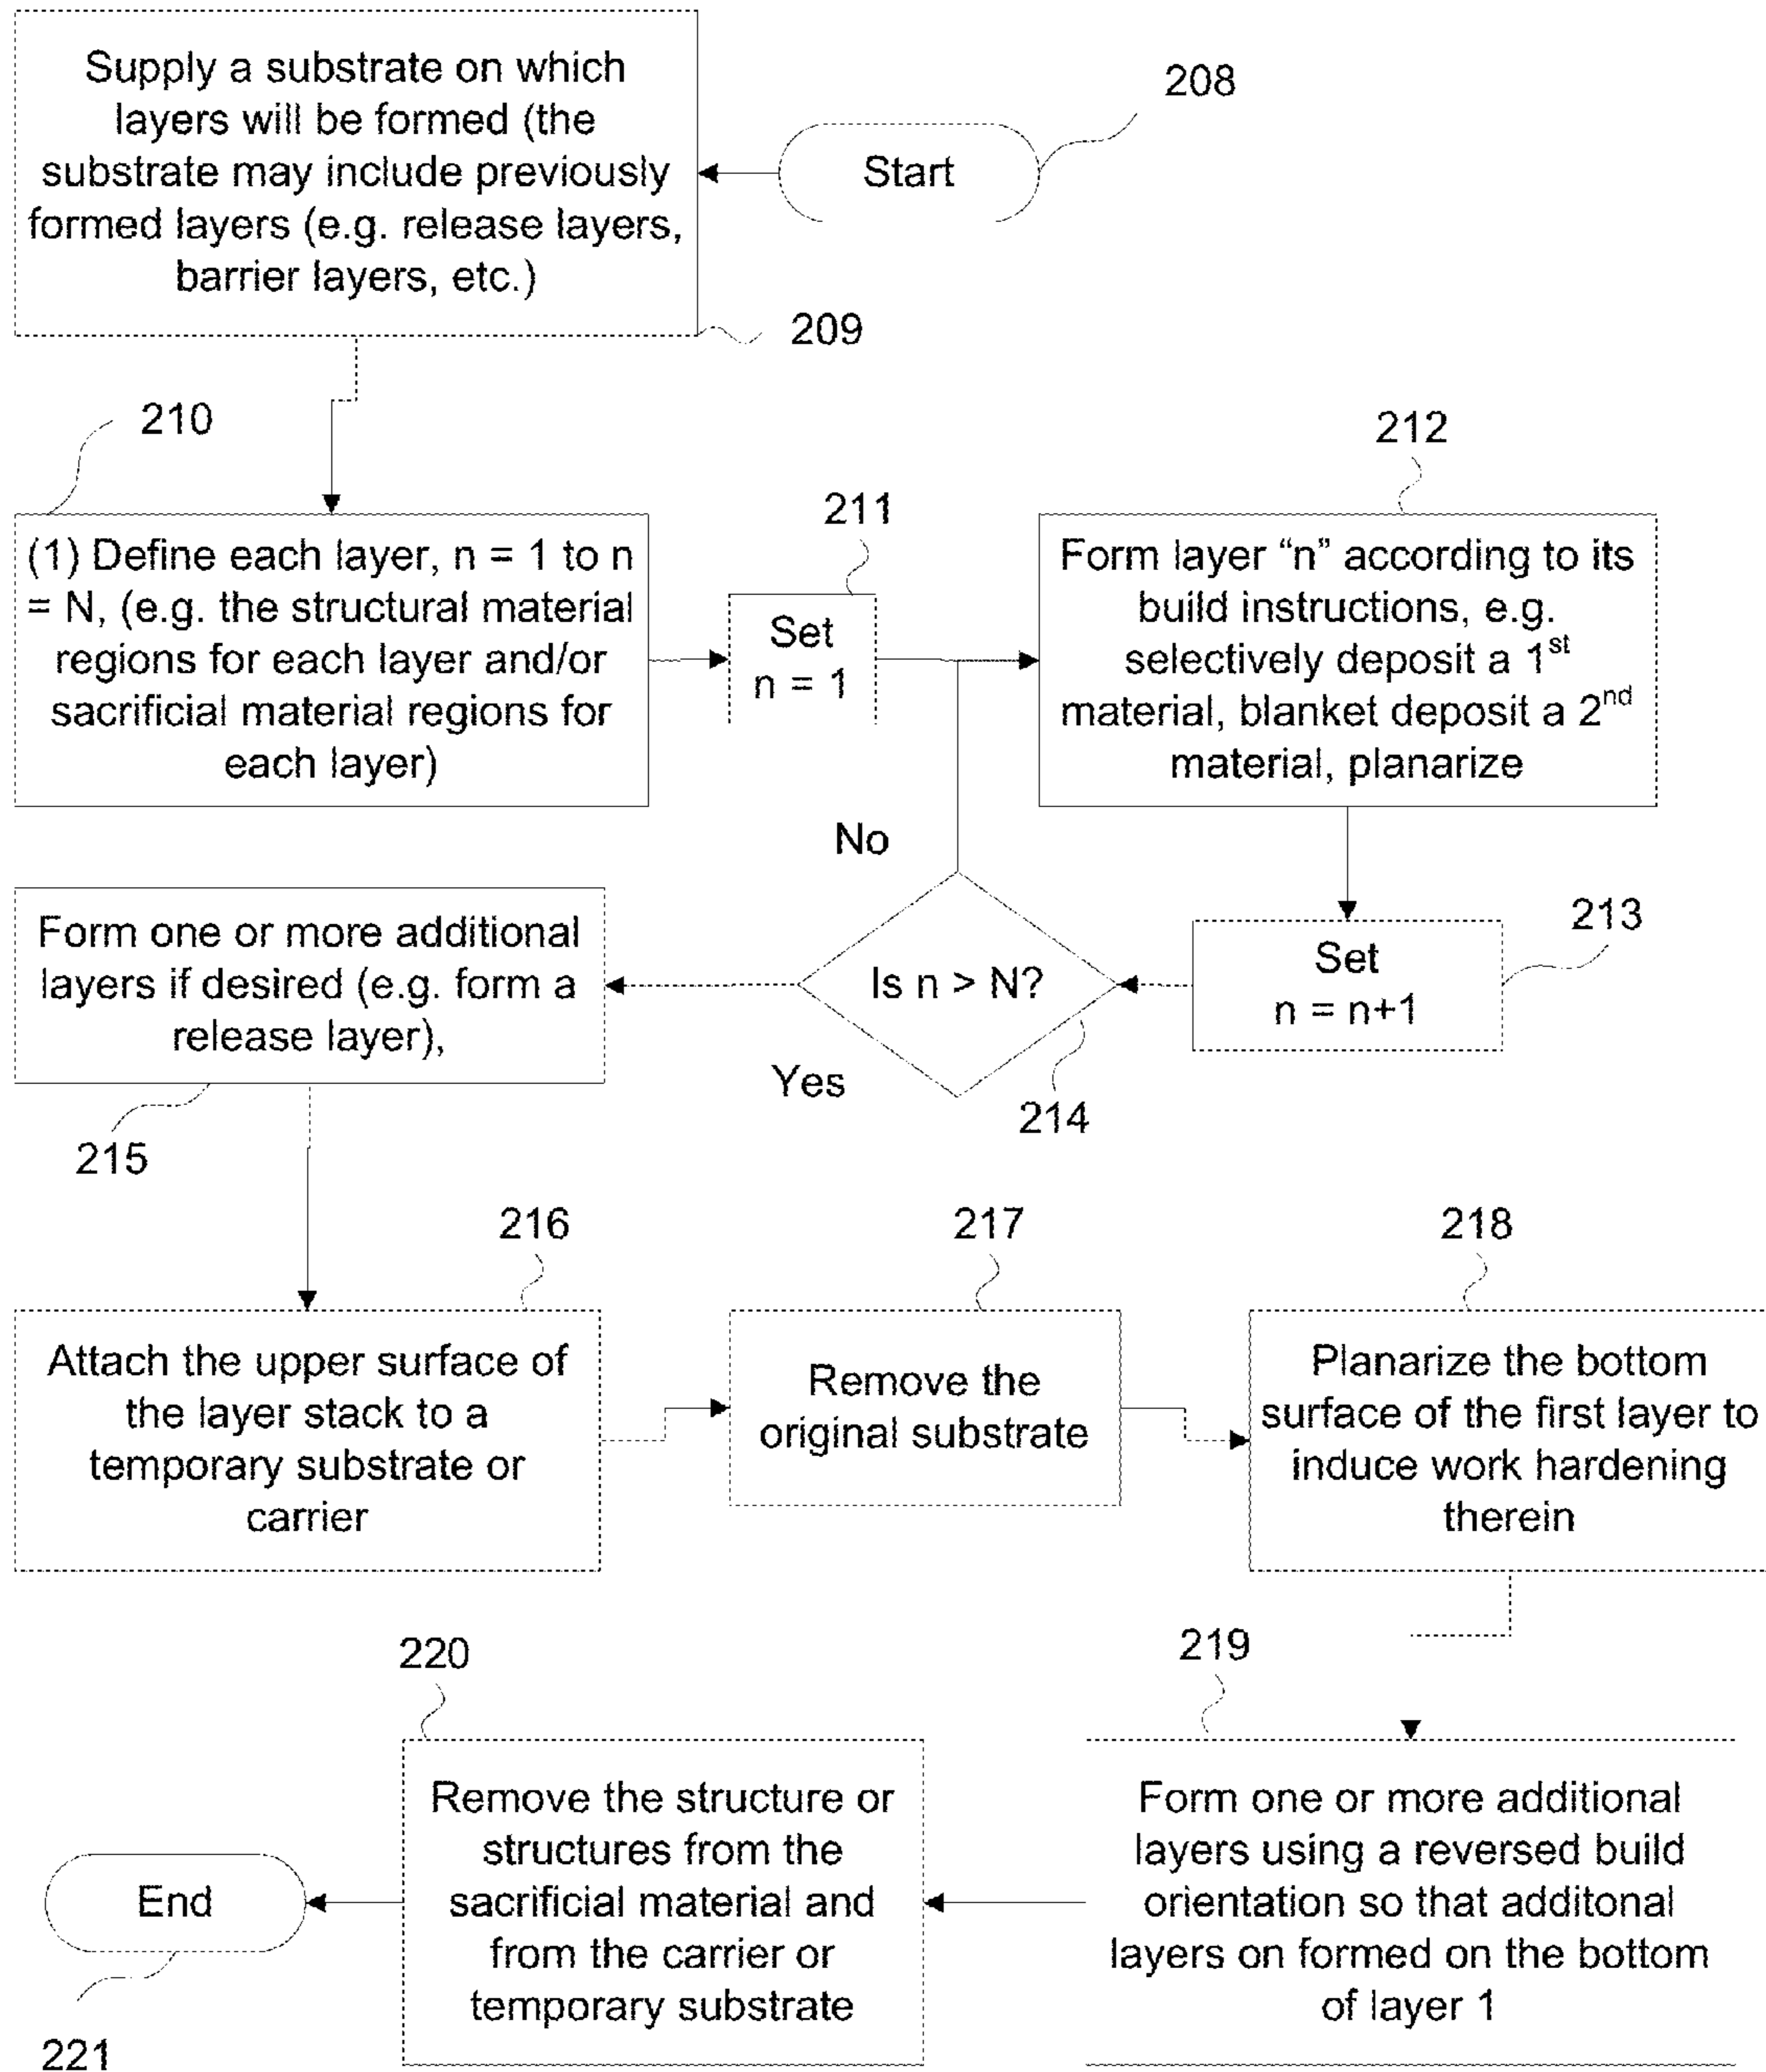 208
Start
Supply a substrate on which
layers will be formed (the
substrate may include previously
formed layers (e.g. release layers,
barrier layers, etc.)
209
210
(1) Define each layer, n = 1 to n
= N, (e.g. the structural material
regions for each layer and/or
sacrificial material regions for
each layer)
211
Set
n = 1
212
Form layer “n” according to its
build instructions, e.g.
selectively deposit a 1st
material, blanket deposit a 2nd
material, planarize
213
Set
n = n+1
No
Is n > N?
Yes
214
Form one or more additional
layers if desired (e.g. form a
release layer),
215
216
Attach the upper surface of
the layer stack to a
temporary substrate or
carrier
217
Remove the
original substrate
218
Planarize the bottom
surface of the first layer to
induce work hardening
therein
219
Form one or more additional
layers using a reversed build
orientation so that additonal
layers on formed on the bottom
of layer 1
220
Remove the structure or
structures from the
sacrificial material and
from the carrier or
temporary substrate
End
221